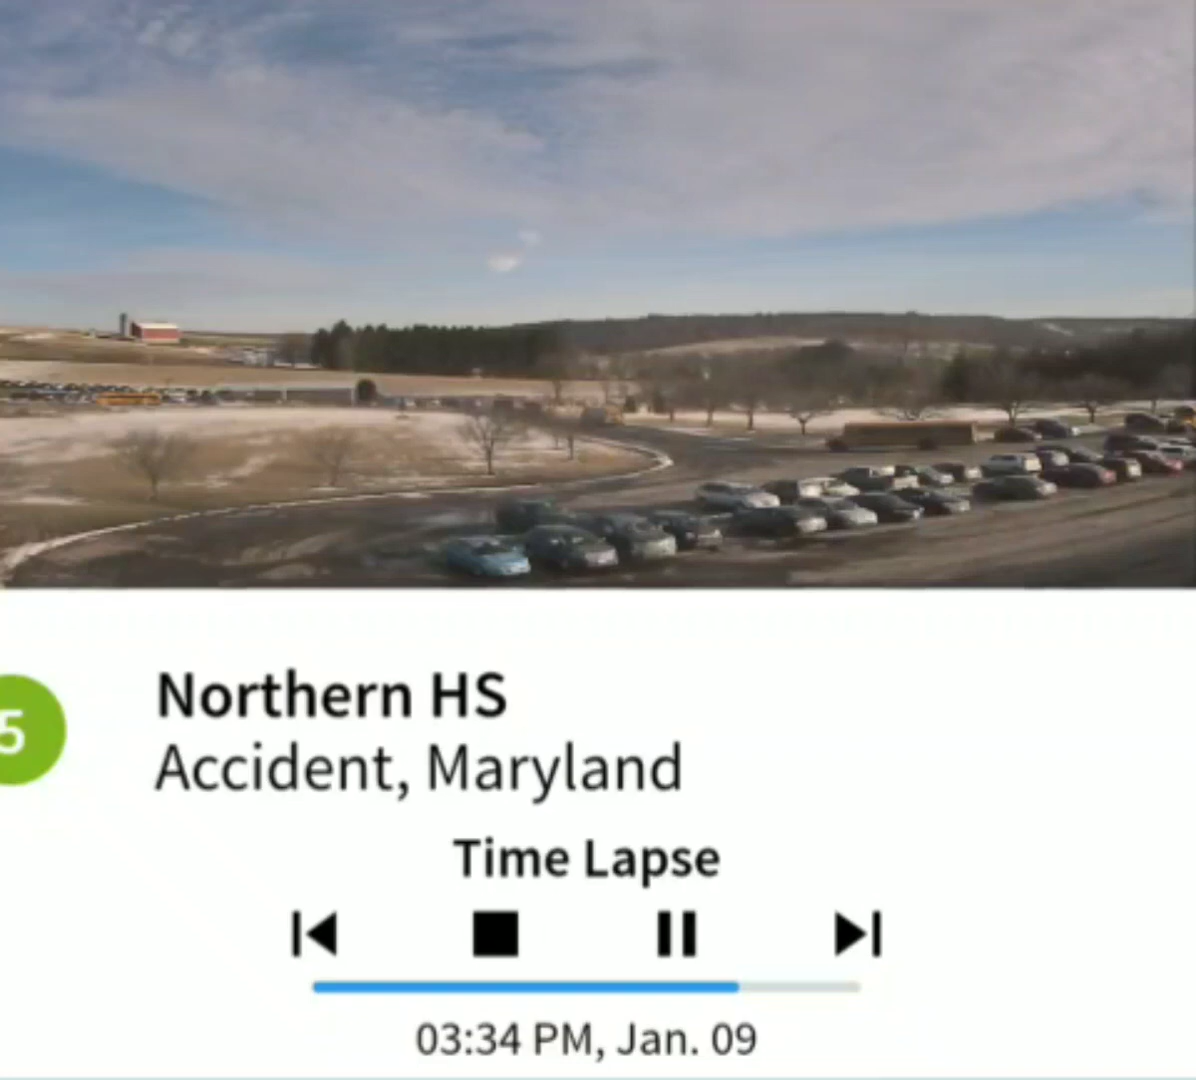 5
Northern HS
Accident, Maryland
Time Lapse
03:34 PM, Jan. 09